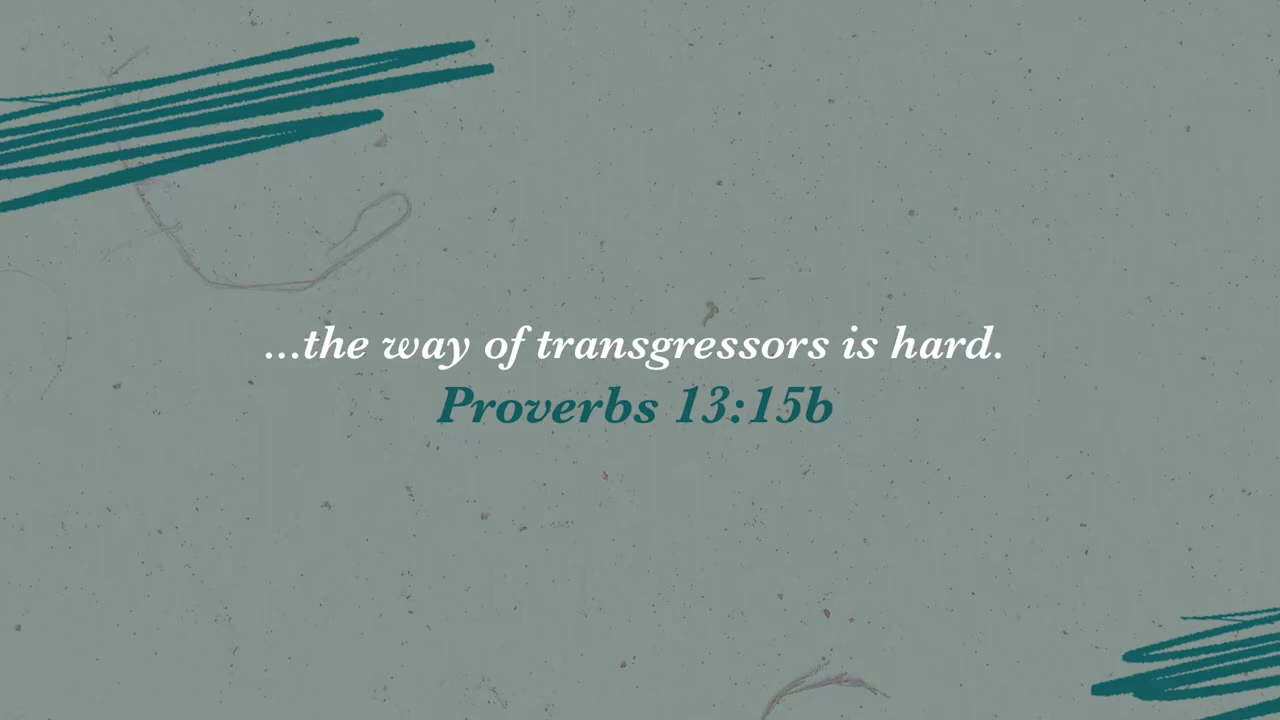 ...the way of transgressors is hard.
Proverbs 13:15b